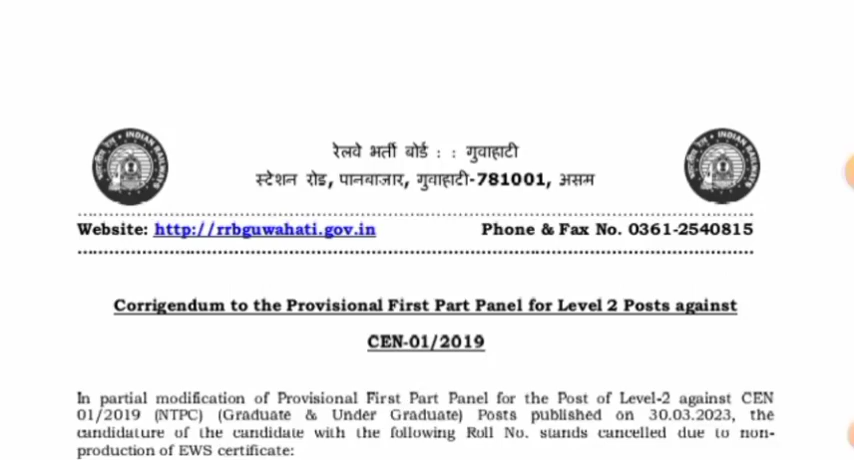 रेलवे भर्ती बोर्ड : : गुवाहाटी
स्टेशन रोड, पानबाजार, गुवाहाटी-781001, असम
Website: http://rrbguwahati.gov.in Phone & Fax No. 0361-2540815
Corrigendum to the Provisional First Part Panel for Level 2 Posts against
CEN-01/2019
In partial modification of Provisional First Part Panel for the Post of Level-2 against CEN
01/2019 (NTPC) (Graduate & Under Graduate) Posts published on 30.03.2023, the
candidature of the candidate with the following Roll No. stands cancelled due to non-
production of EWS certificate: